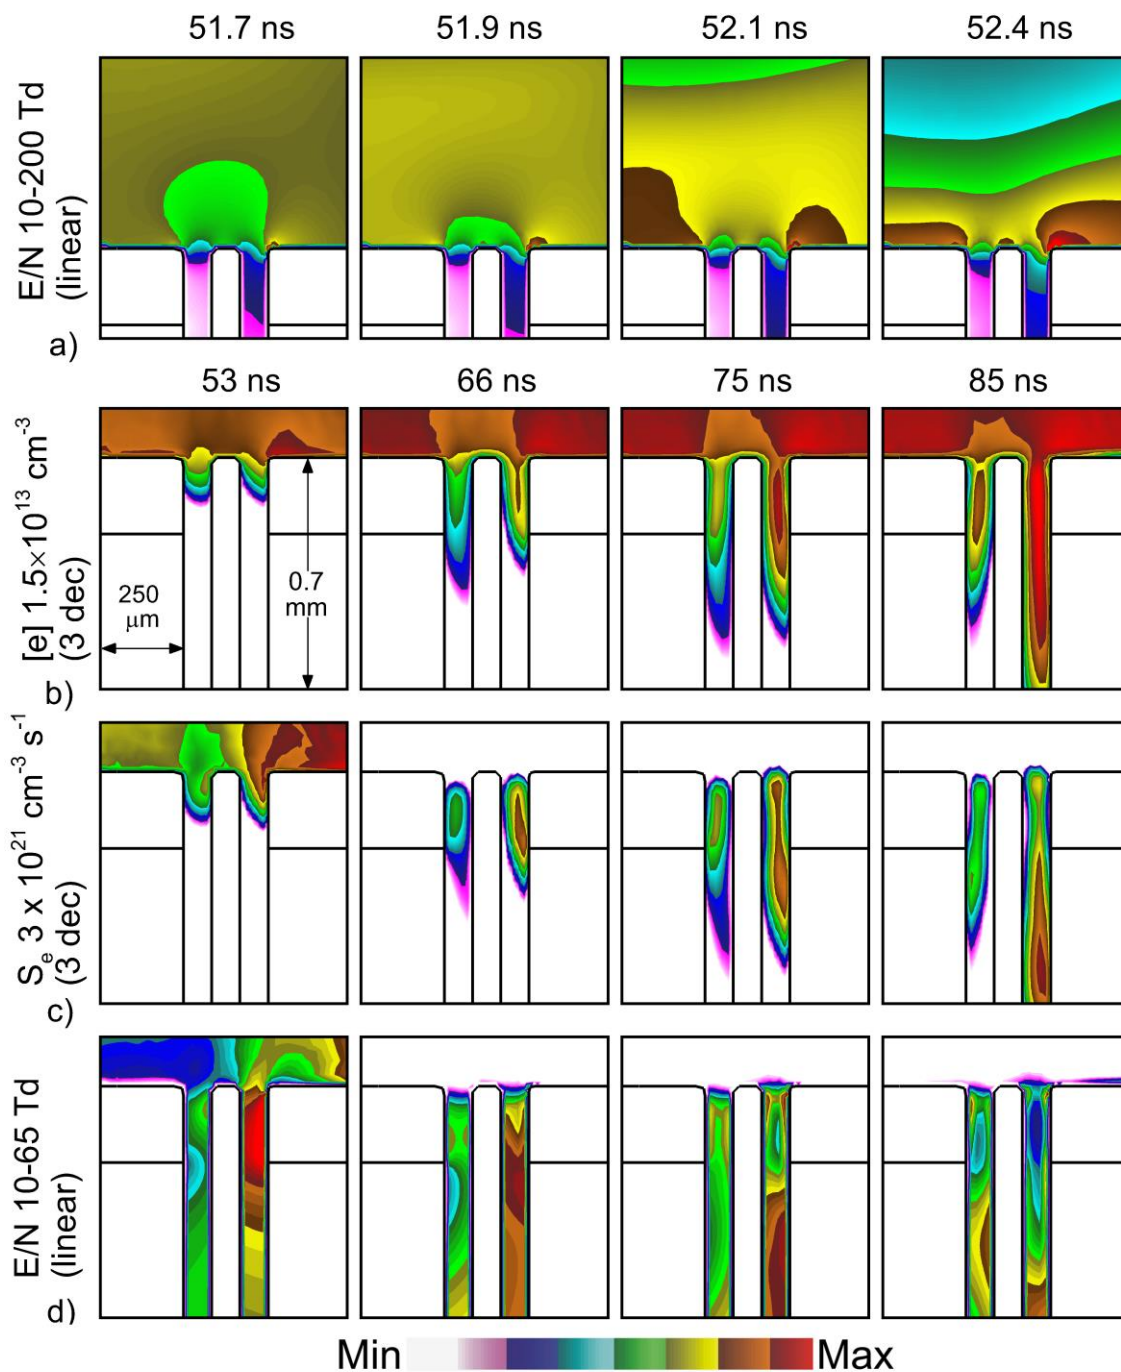 51.7 ns 51.9 ns 52.1 ns 52.4 ns
E/N 10-200 Td
(linear)
a)
53 ns 66 ns 75 ns 85 ns
[e] 1.5×10¹³ cm⁻³
(3 dec)
250
μm
0.7
mm
b)
Sₑ 3 x 10²¹ cm⁻³ s⁻¹
(3 dec)
c)
E/N 10-65 Td
(linear)
d)
Min Max